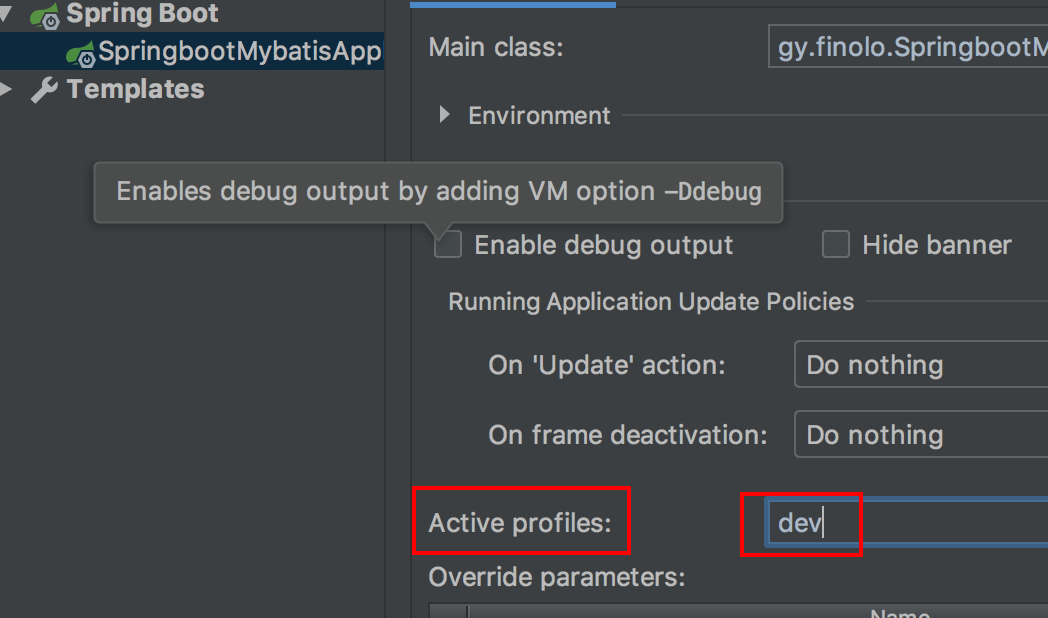 Spring Boot
SpringbootMybatisApp
Templates
Main class:
gy.finolo.SpringbootM
Environment
Enables debug output by adding VM option –Ddebug
Enable debug output
Hide banner
Running Application Update Policies
On 'Update' action:
Do nothing
On frame deactivation:
Do nothing
Active profiles:
dev
Override parameters:
Name